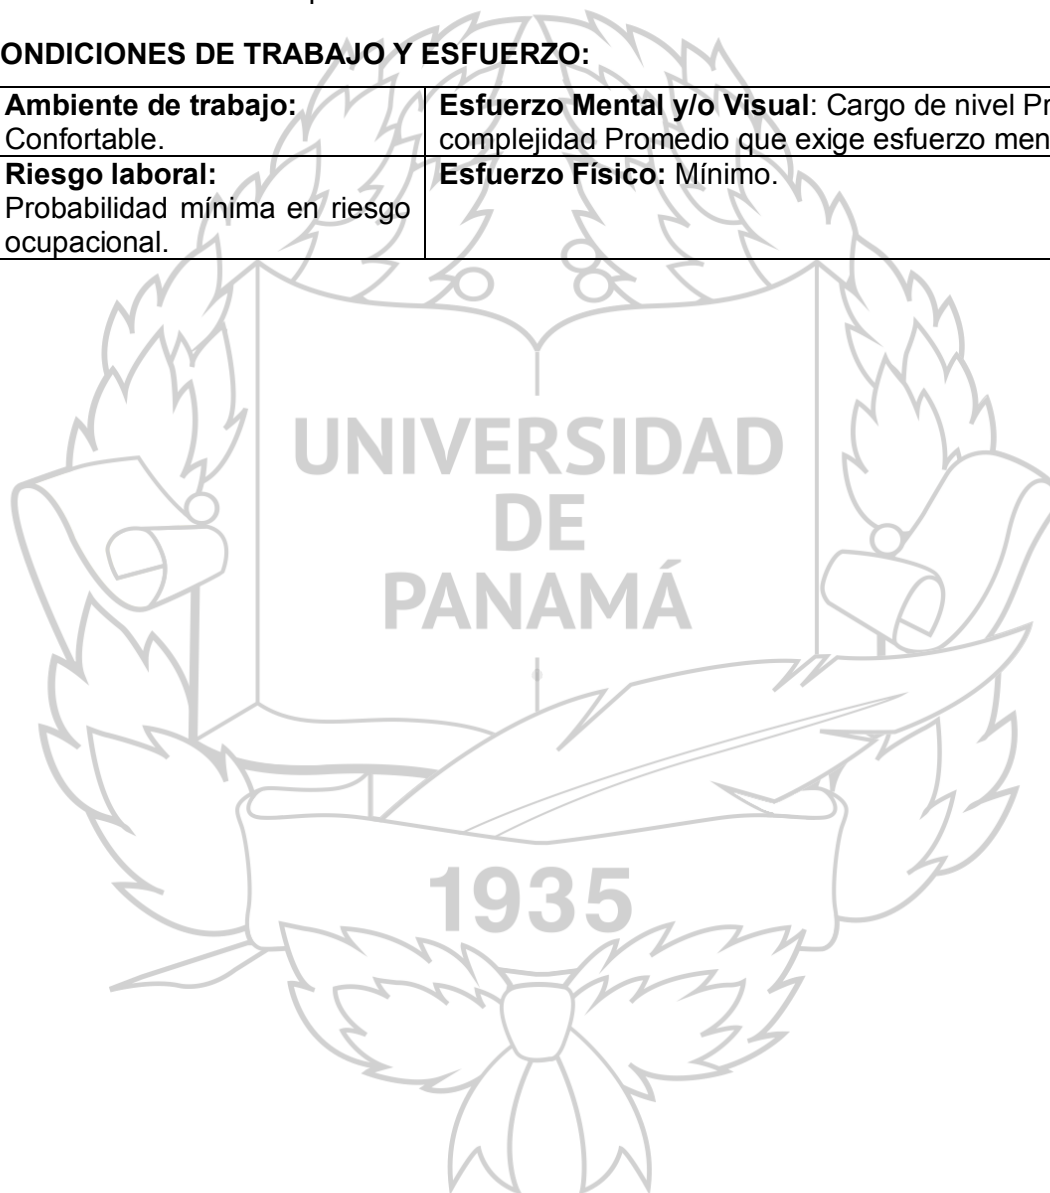 ONDICIONES DE TRABAJO Y ESFUERZO:
Ambiente de trabajo:
Confortable.
Esfuerzo Mental y/o Visual: Cargo de nivel Pr
complejidad Promedio que exige esfuerzo men
Riesgo laboral:
Probabilidad mínima en riesgo
ocupacional.
Esfuerzo Físico: Mínimo.
UNIVERSIDAD
DE
PANAMÁ
1935